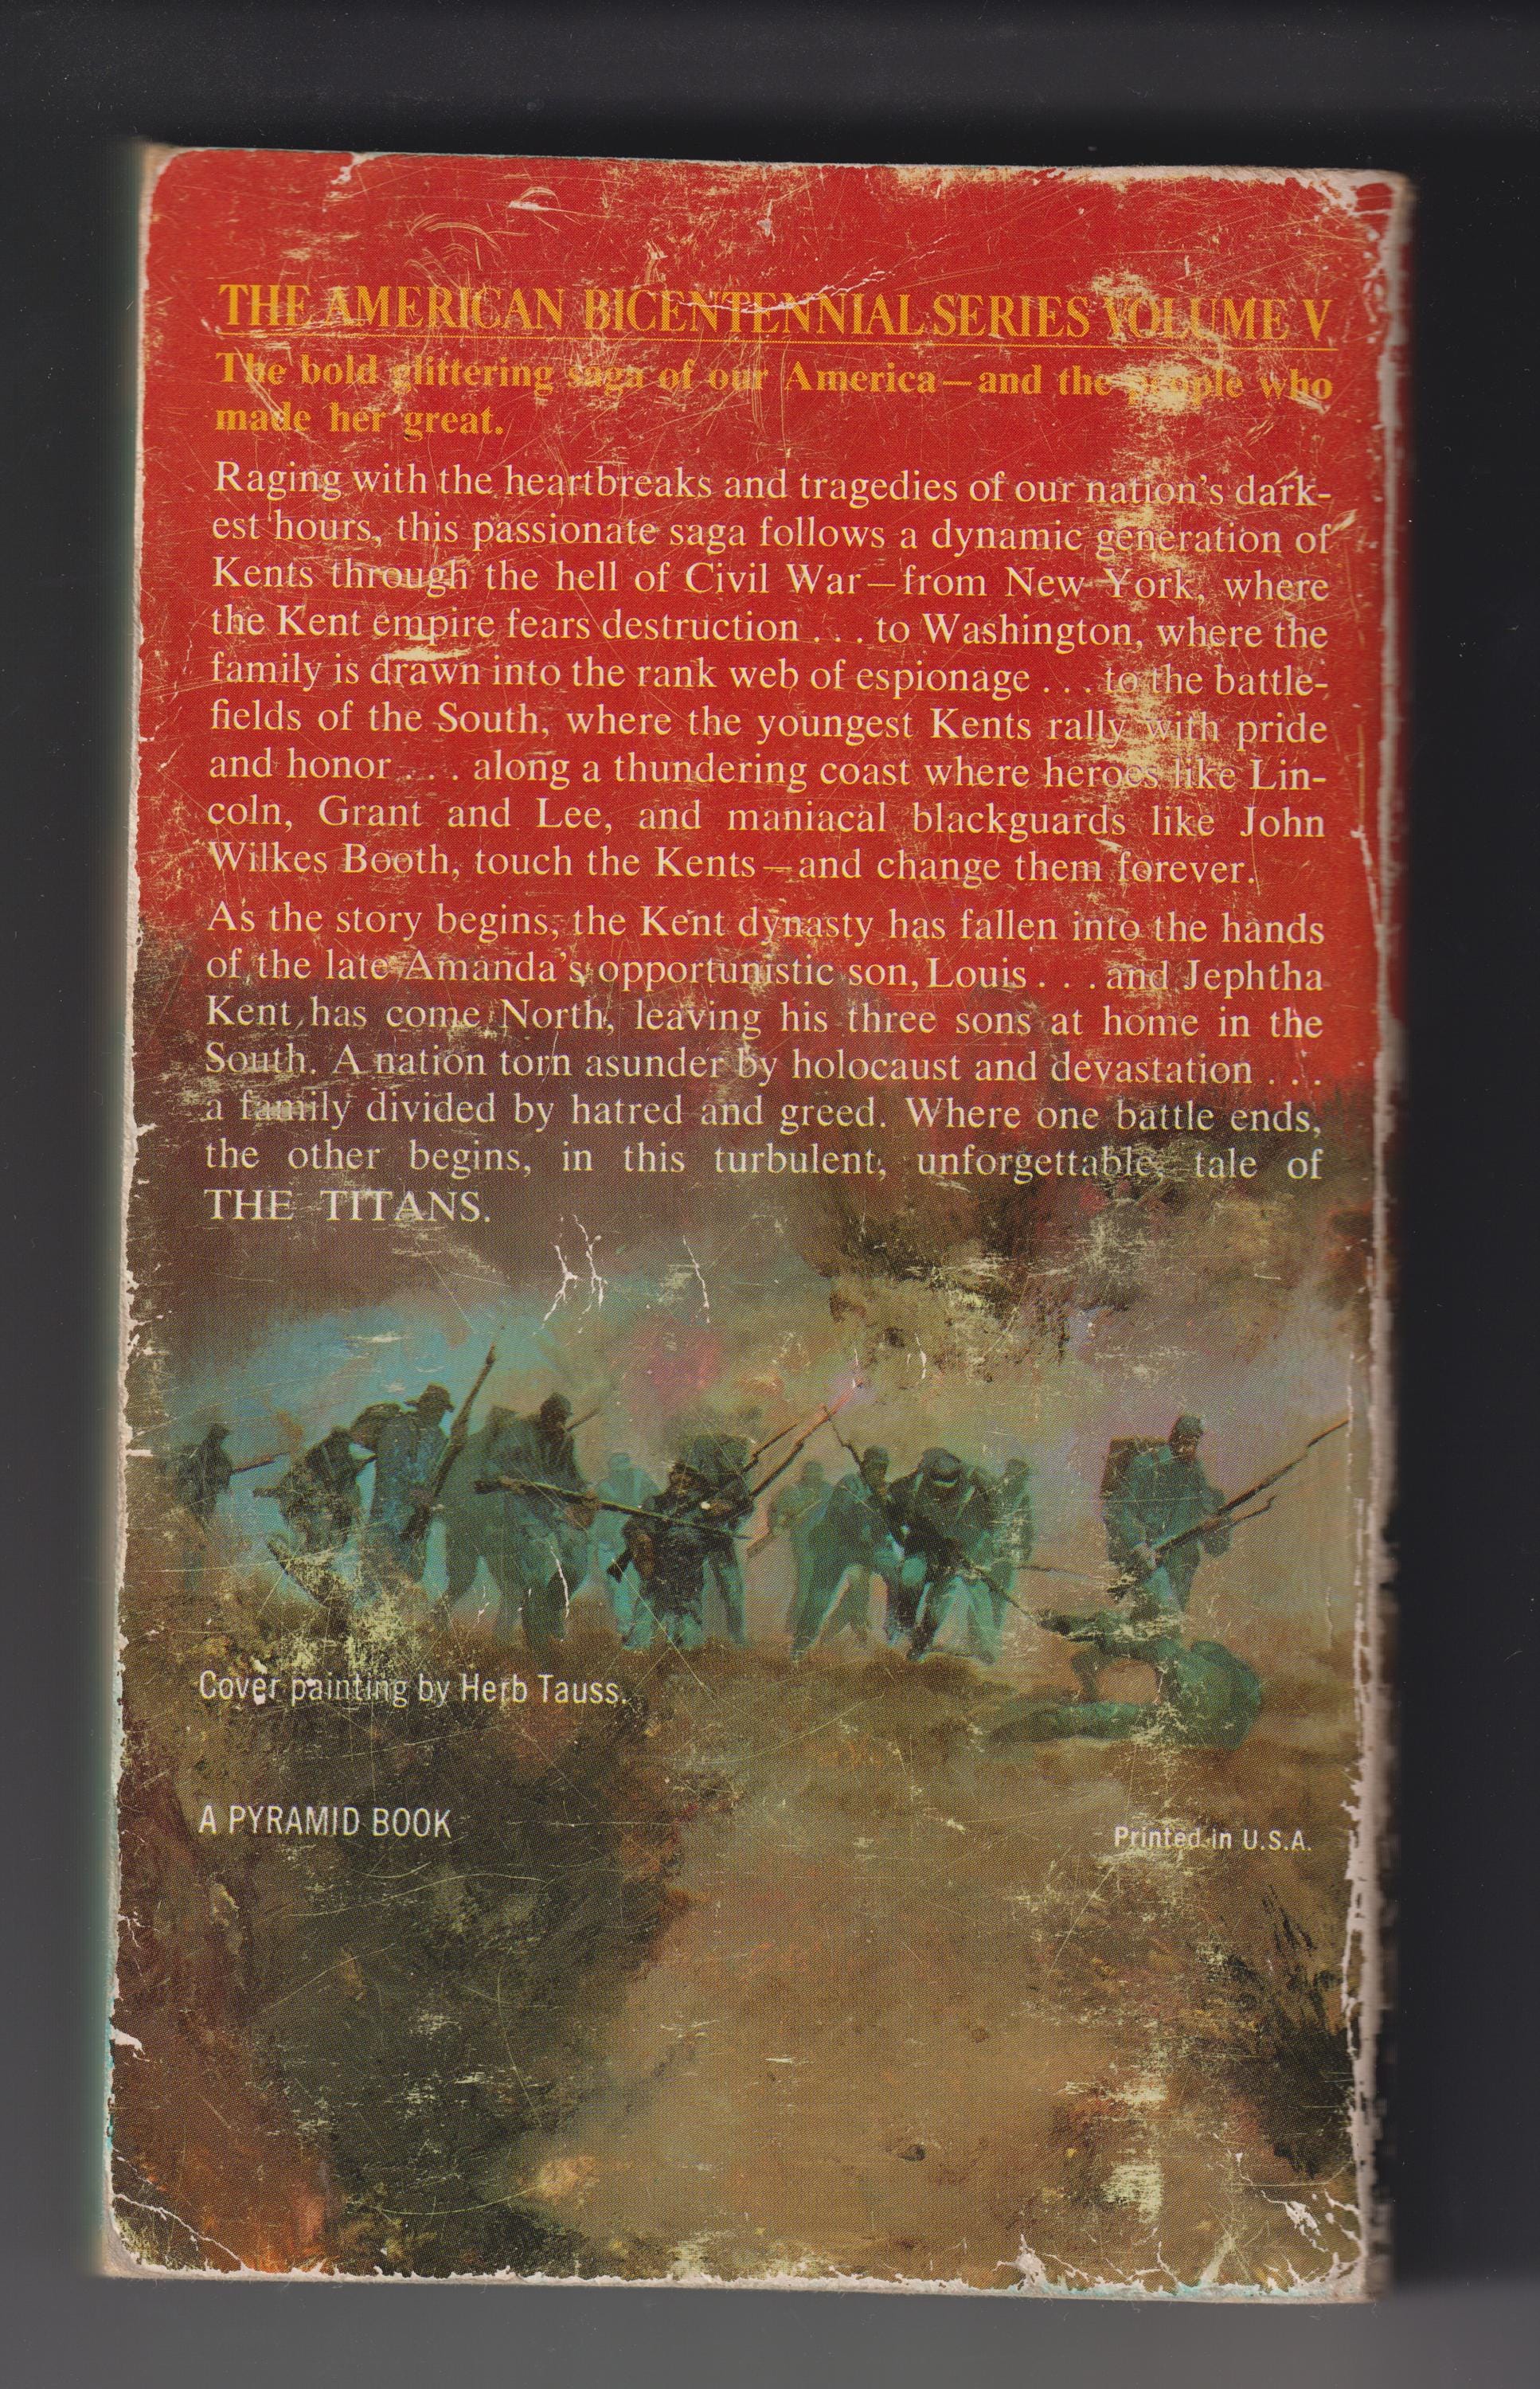 THE AMERICAN BICENTENNIAL SERIES VOLUME V
The bold glittering saga of our America—and the people who
made her great.
Raging with the heartbreaks and tragedies of our nation's dark-
est hours, this passionate saga follows a dynamic generation of
Kents through the hell of Civil War—from New York, where
the Kent empire fears destruction . . . to Washington, where the
family is drawn into the rank web of espionage . . . to the battle-
fields of the South, where the youngest Kents rally with pride
and honor . . . along a thundering coast where heroes like Lin-
coln, Grant and Lee, and maniacal blackguards like John
Wilkes Booth, touch the Kents—and change them forever.
As the story begins, the Kent dynasty has fallen into the hands
of the late Amanda's opportunistic son, Louis . . . and Jephtha
Kent has come North, leaving his three sons at home in the
South. A nation torn asunder by holocaust and devastation . . .
a family divided by hatred and greed. Where one battle ends,
the other begins, in this turbulent, unforgettable, tale of
THE TITANS.
Cover painting by Herb Tauss.
A PYRAMID BOOK
Printed in U.S.A.